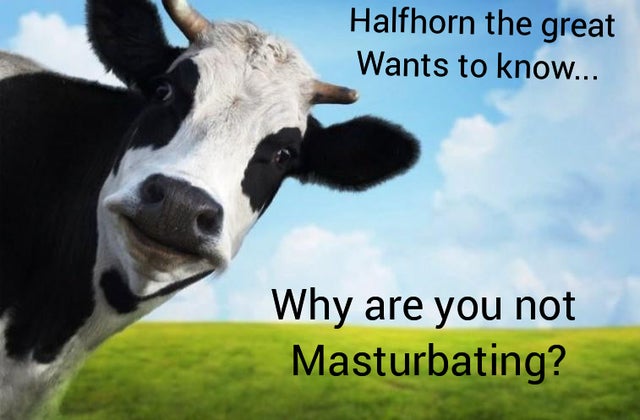 Halfhorn the great
Wants to know...
Why are you not
Masturbating?